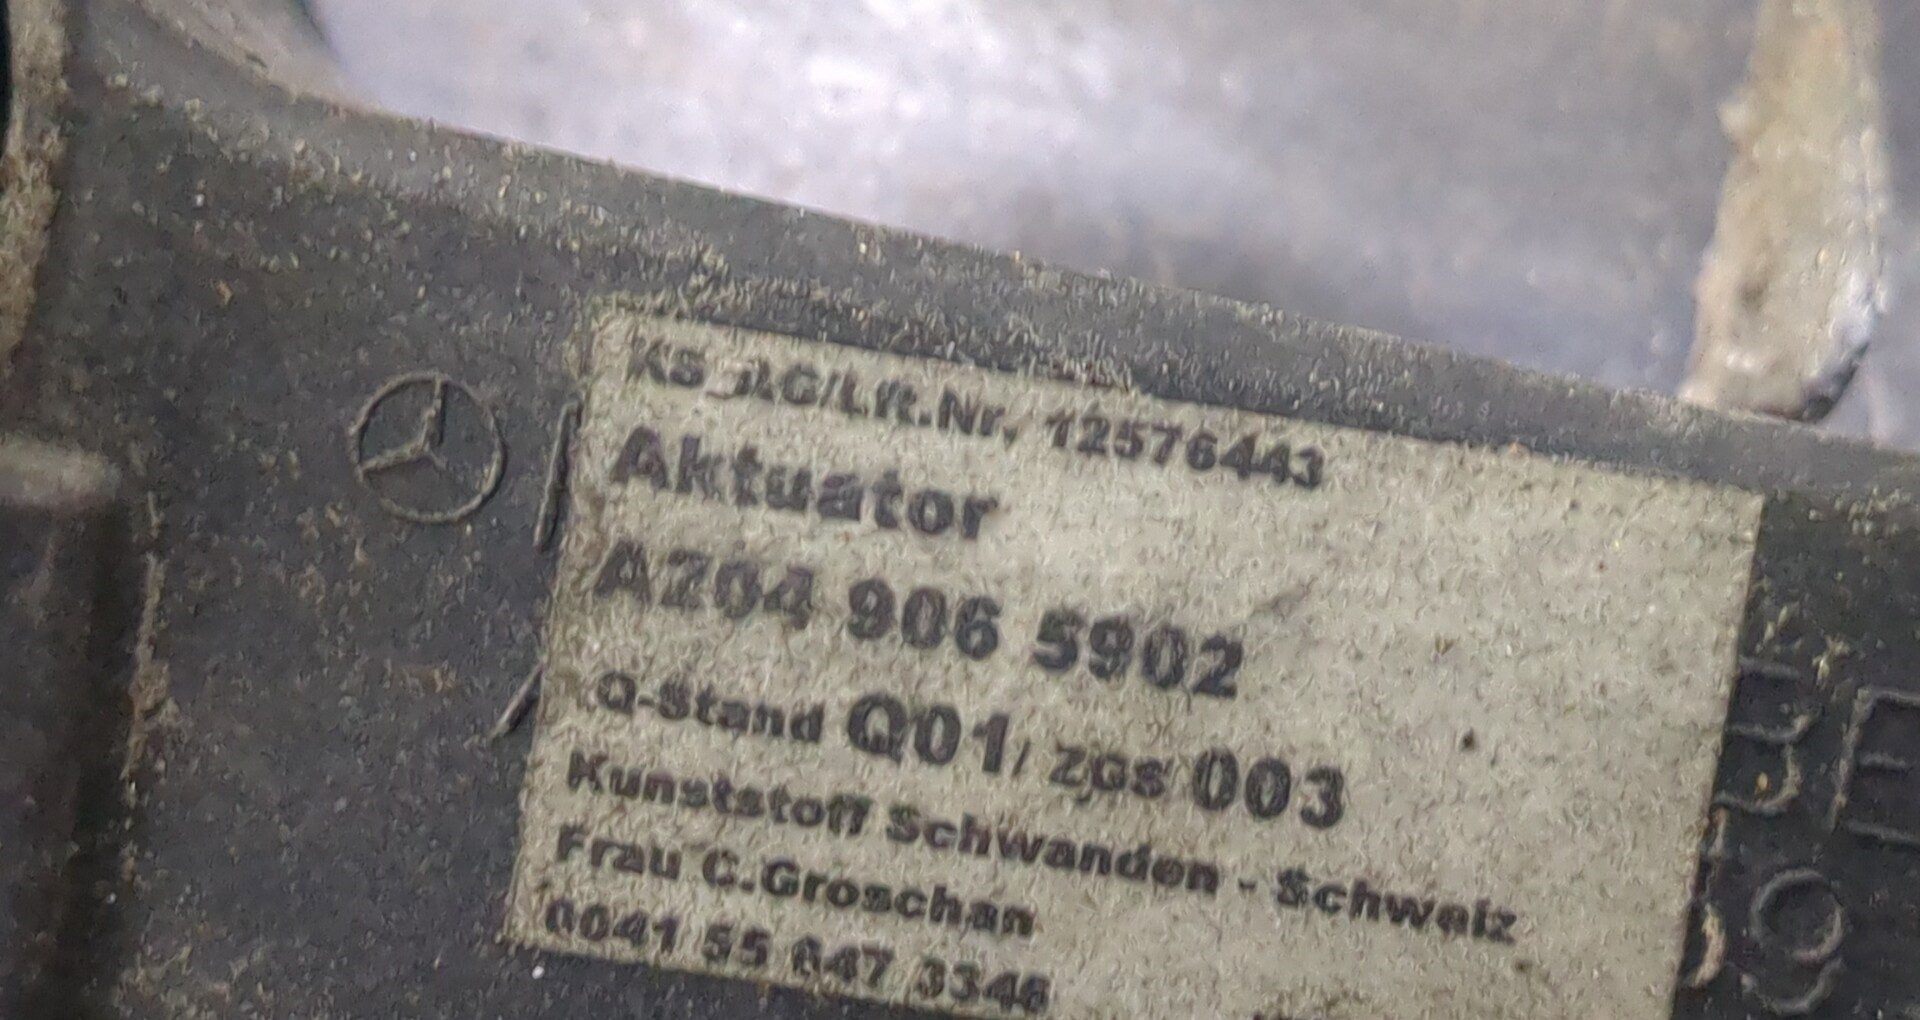 KS AG/Lft.Nr. 12576443
Aktuator
A204 906 5902
Q-Stand Q01/ ZGS 003
Kunststoff Schwanden - Schweiz
Frau C.Groschan
0041 55 647 3346